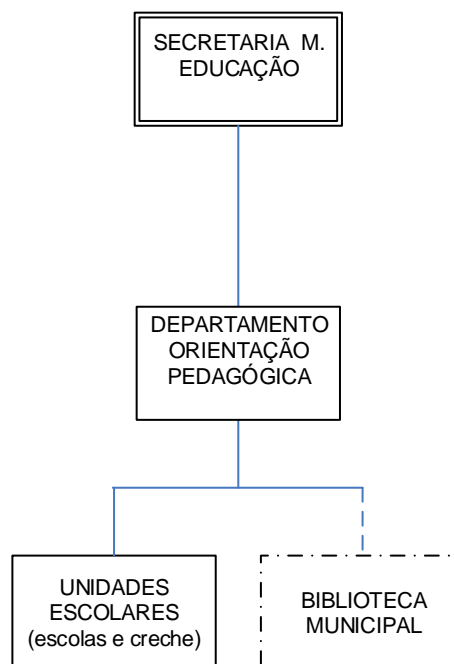 SECRETARIA M.
EDUCAÇÃO
DEPARTAMENTO
ORIENTAÇÃO
PEDAGÓGICA
UNIDADES
ESCOLARES
(escolas e creche)
BIBLIOTECA
MUNICIPAL